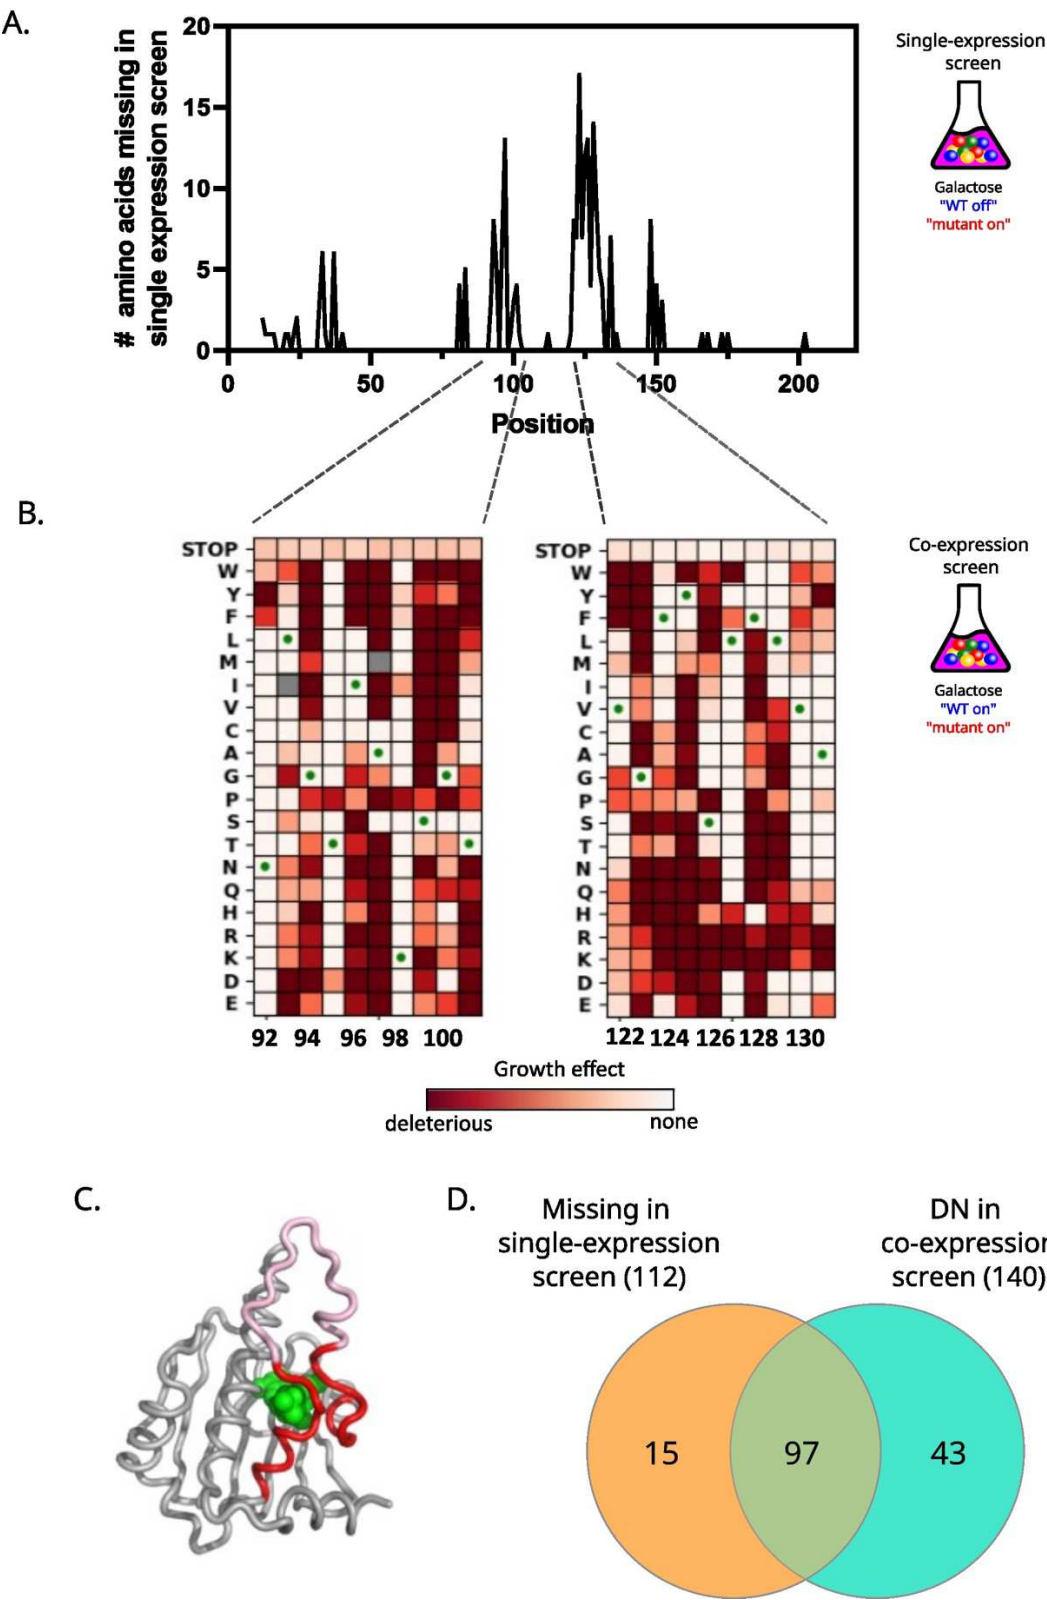 A.
# amino acids missing in
single expression screen
20
15
10
5
0
0 50 100 150 200
Position
Single-expression
screen
Galactose
"WT off"
"mutant on"
B.
STOP
W
Y
F
L
M
I
V
C
A
G
P
S
T
N
Q
H
R
K
D
E
92 94 96 98 100
STOP
W
Y
F
L
M
I
V
C
A
G
P
S
T
N
Q
H
R
K
D
E
122 124 126 128 130
Co-expression
screen
Galactose
"WT on"
"mutant on"
Growth effect
deleterious none
C.
D.
Missing in
single-expression
screen (112)
DN in
co-expression
screen (140)
15 97 43